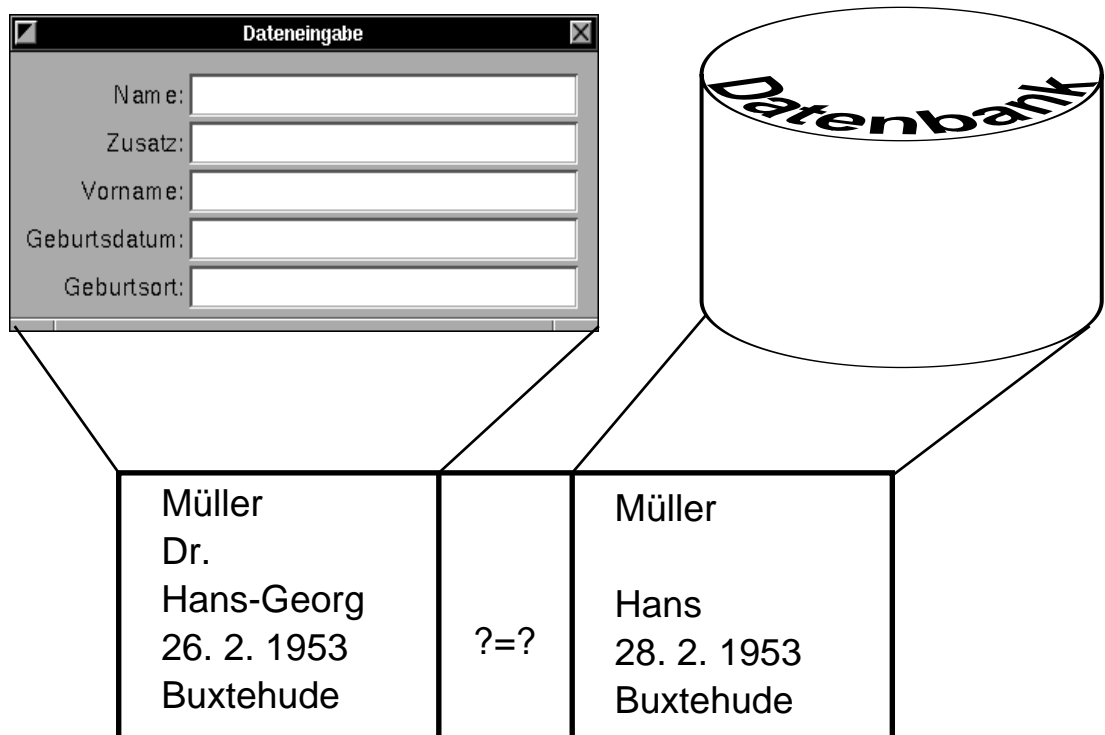 Dateneingabe
Name:
Zusatz:
Vorname:
Geburtsdatum:
Geburtsort:
Datenbank
Müller
Dr.
Hans-Georg
26. 2. 1953
Buxtehude
?=?
Müller
Hans
28. 2. 1953
Buxtehude